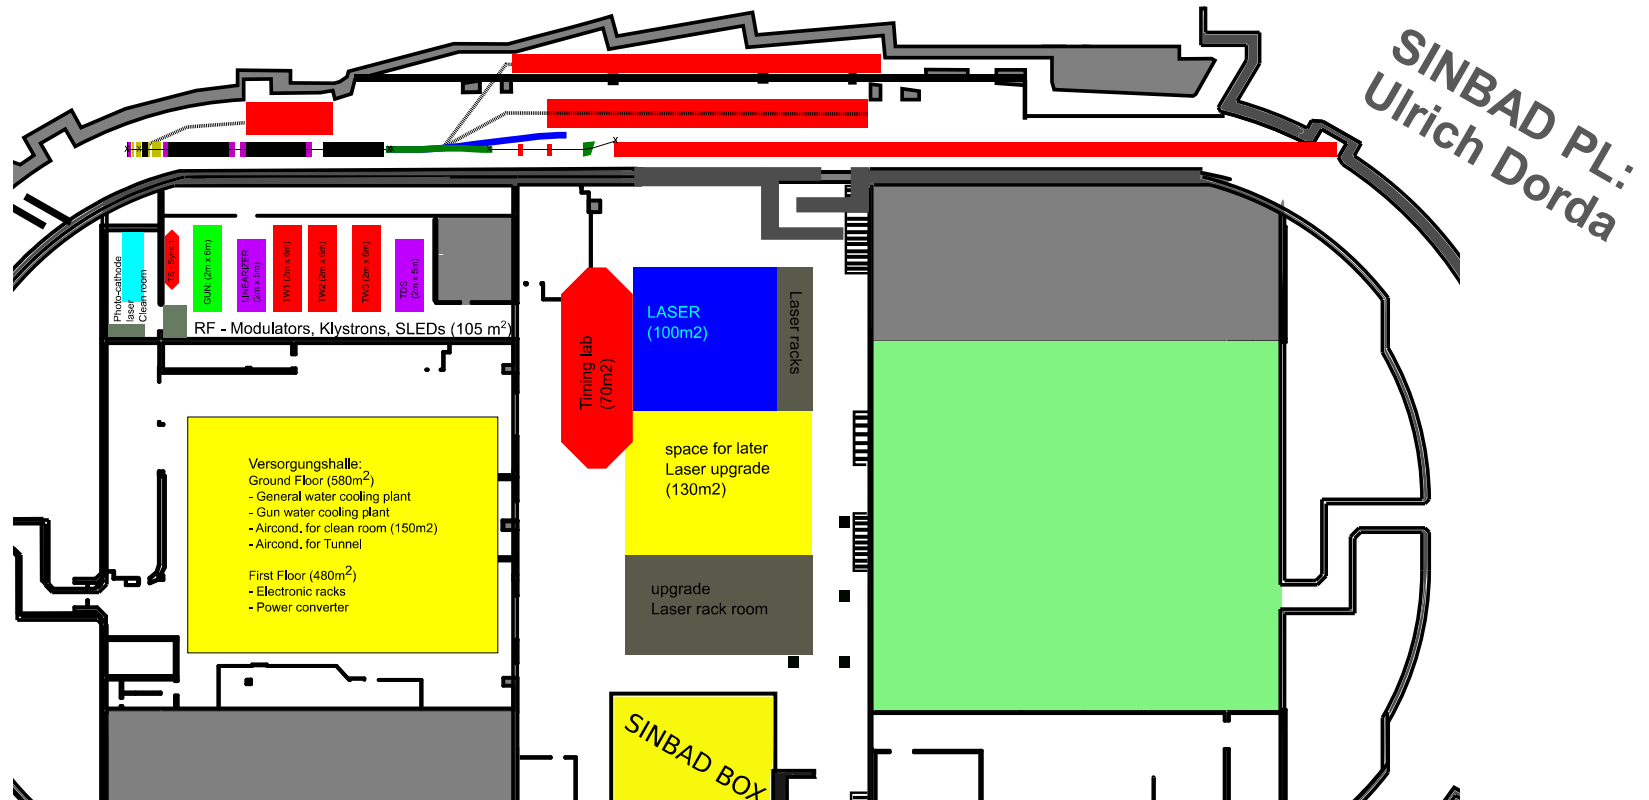 SINBAD PL:
Ulrich Dorda
Photo-cathode
laser
Clean room
TS - Sync 1
GUN: (2m x 6m)
LINEARIZER
(2m x 5m)
TW1 (2m x 6m)
TW2 (2m x 6m)
TW3 (2m x 6m)
TDS
(2m x 5m)
RF - Modulators, Klystrons, SLEDs (105 m²)
Timing lab
(70m2)
LASER
(100m2)
Laser racks
space for later
Laser upgrade
(130m2)
upgrade
Laser rack room
Versorgungshalle:
Ground Floor (580m²)
- General water cooling plant
- Gun water cooling plant
- Aircond. for clean room (150m2)
- Aircond. for Tunnel
First Floor (480m²)
- Electronic racks
- Power converter
SINBAD BOX